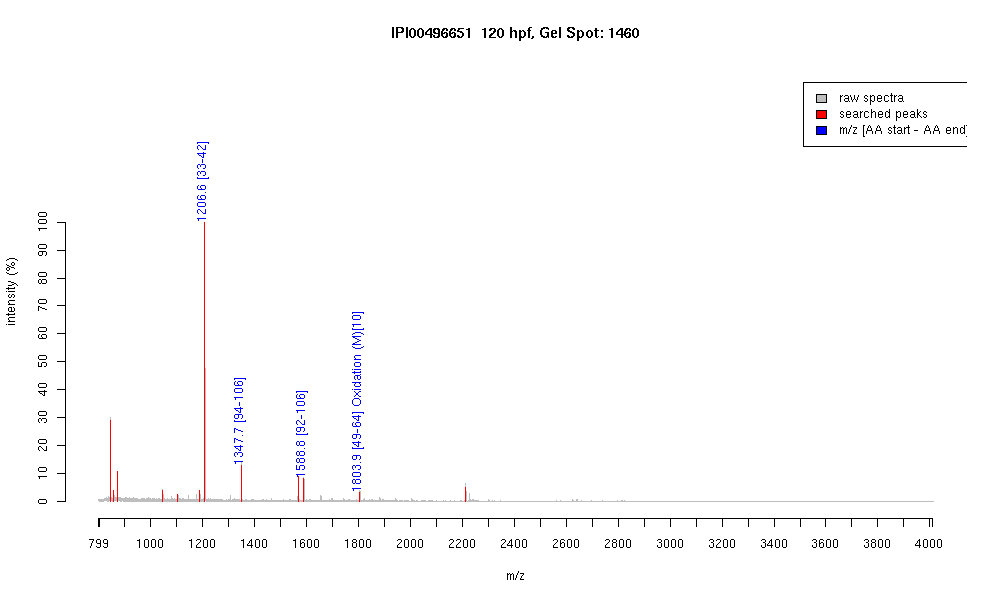 IPI00496651 120 hpf, Gel Spot: 1460
raw spectra
searched peaks
m/z [AA start - AA end]
1206.6 [33-42]
1347.7 [94-106]
1588.8 [92-106]
1803.9 [49-64] Oxidation (M)[10]
intensity (%)
100
90
80
70
60
50
40
30
20
10
0
799 1000 1200 1400 1600 1800 2000 2200 2400 2600 2800 3000 3200 3400 3600 3800 4000
m/z